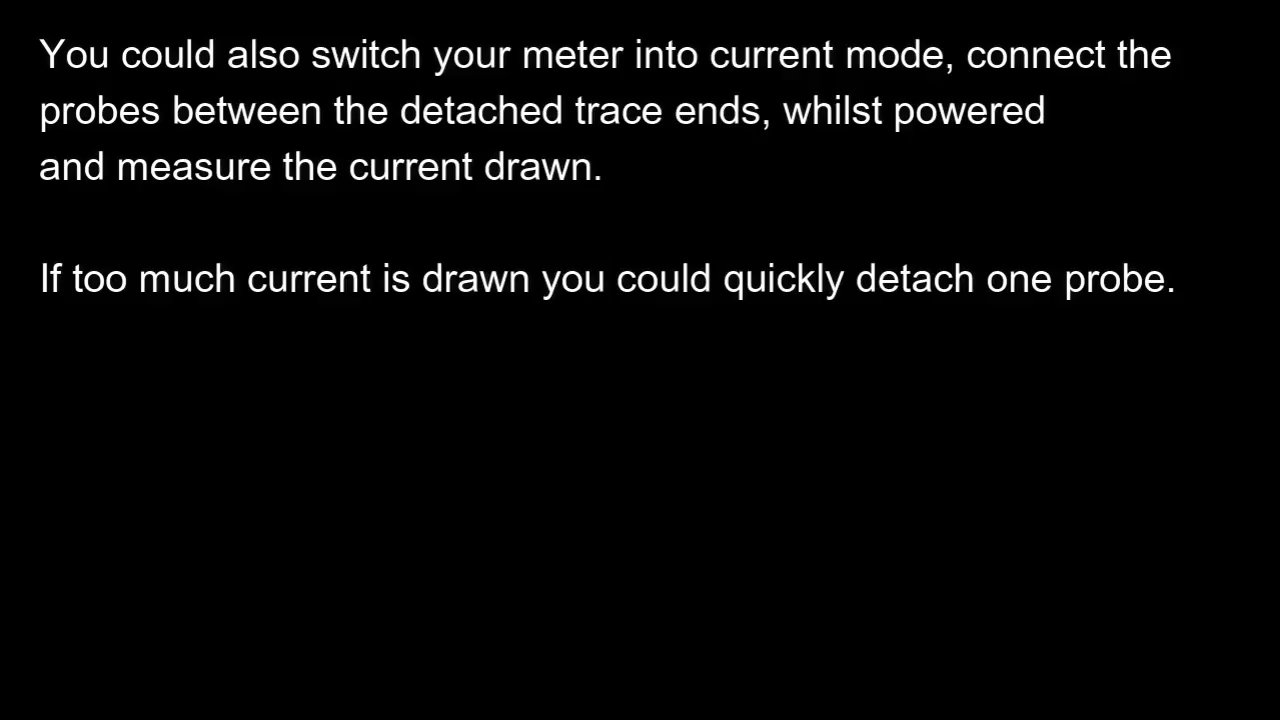 You could also switch your meter into current mode, connect the
probes between the detached trace ends, whilst powered
and measure the current drawn.
If too much current is drawn you could quickly detach one probe.